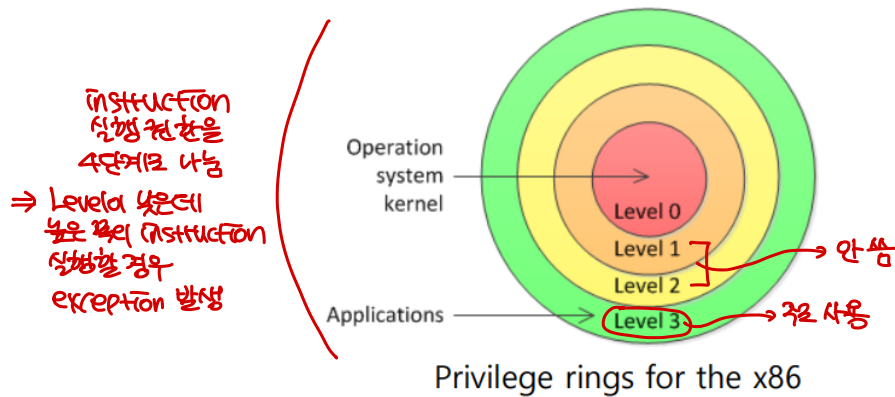 instruction
실행 권한을
4단계로 나눔
⇒ Level이 낮은데
높은 쪽의 instruction
실행할 경우
exception 발생
Operation
system
kernel
Applications
Level 0
Level 1
Level 2
Level 3
→ 안 씀
→ 주로 사용
Privilege rings for the x86